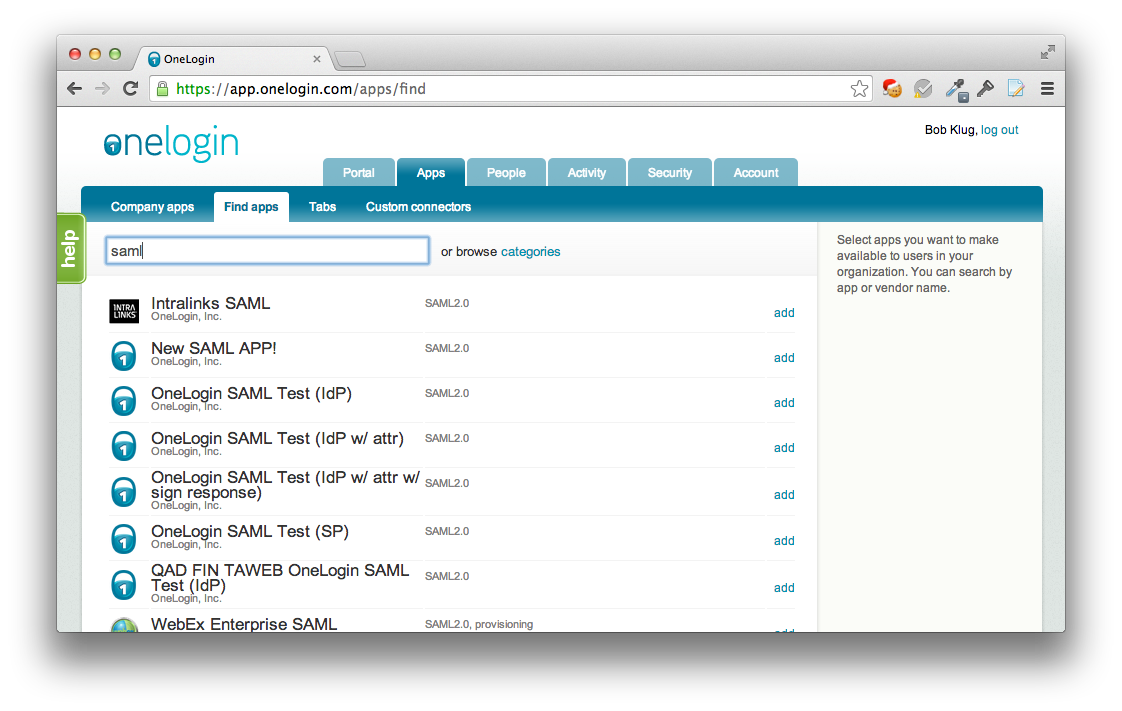 OneLogin
https://app.onelogin.com/apps/find
onelogin
Bob Klug, log out
Portal Apps People Activity Security Account
Company apps Find apps Tabs Custom connectors
help
saml
or browse categories
Select apps you want to make
available to users in your
organization. You can search by
app or vendor name.
INTRA
LINKS
Intralinks SAML
OneLogin, Inc.
SAML2.0
add
New SAML APP!
OneLogin, Inc.
SAML2.0
add
OneLogin SAML Test (IdP)
OneLogin, Inc.
SAML2.0
add
OneLogin SAML Test (IdP w/ attr)
OneLogin, Inc.
SAML2.0
add
OneLogin SAML Test (IdP w/ attr w/
sign response)
OneLogin, Inc.
SAML2.0
add
OneLogin SAML Test (SP)
OneLogin, Inc.
SAML2.0
add
QAD FIN TAWEB OneLogin SAML
Test (IdP)
OneLogin, Inc.
SAML2.0
add
WebEx Enterprise SAML
SAML2.0, provisioning
add